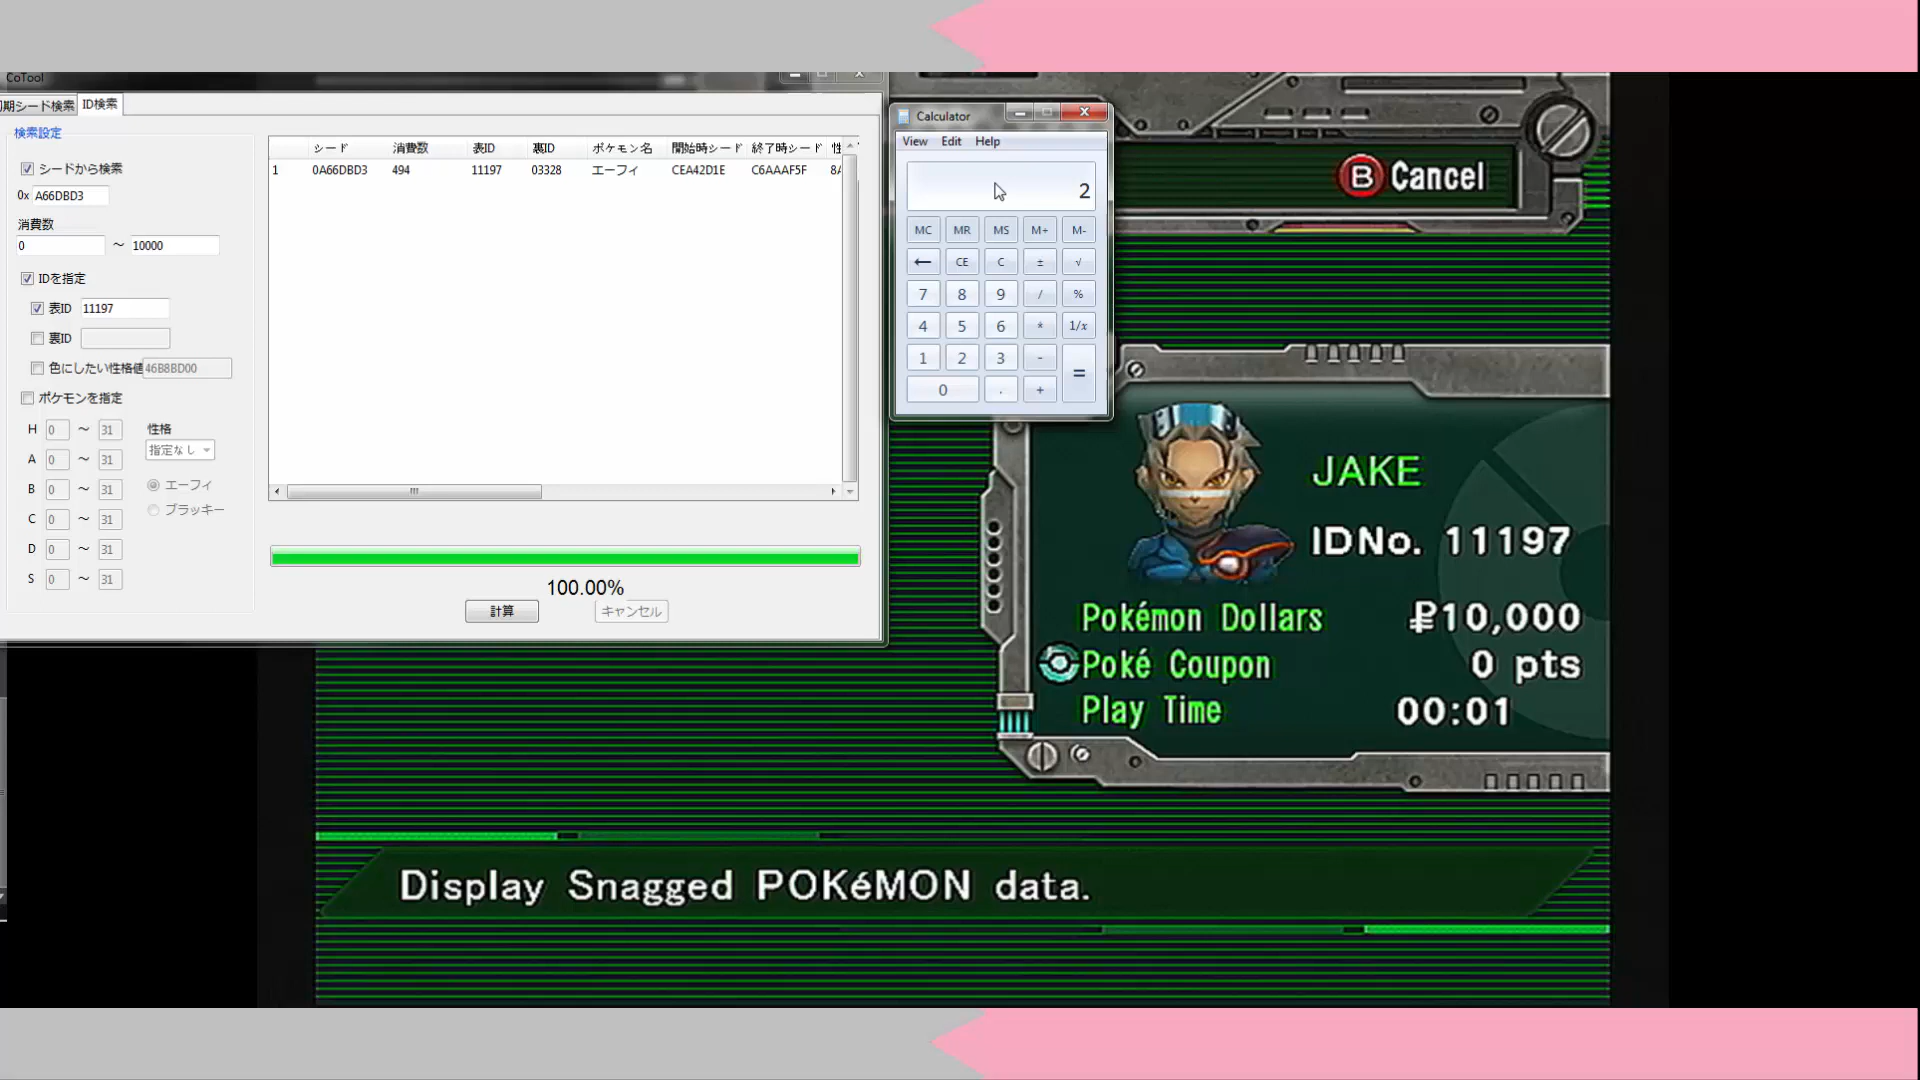 CoTool
初期シード検索 ID検索
検索設定
シードから検索
0x A66DBD3
消費数
0 ～ 10000
IDを指定
表ID 11197
裏ID
色にしたい性格値 46B8BD00
ポケモンを指定
H 0 ～ 31 性格
指定なし
A 0 ～ 31
B 0 ～ 31 エーフィ
C 0 ～ 31 ブラッキー
D 0 ～ 31
S 0 ～ 31
シード 消費数 表ID 裏ID ポケモン名 開始時シード 終了時シード
1 0A66DBD3 494 11197 03328 エーフィ CEA42D1E C6AAAF5F
100.00%
計算 キャンセル
Calculator
View Edit Help
2
MC MR MS M+ M-
← CE C ± √
7 8 9 / %
4 5 6 * 1/x
1 2 3 - =
0 . +
B Cancel
JAKE
IDNo. 11197
Pokémon Dollars ₽10,000
Poké Coupon 0 pts
Play Time 00:01
Display Snagged POKéMON data.